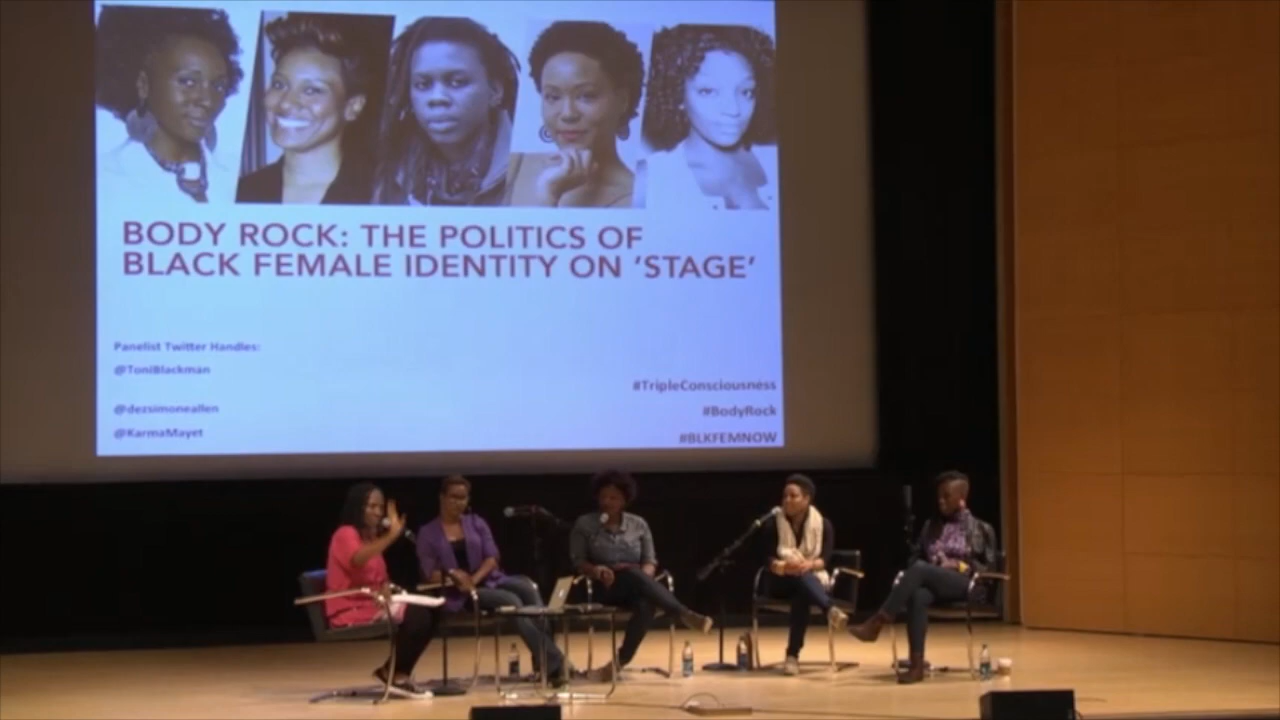 BODY ROCK: THE POLITICS OF
BLACK FEMALE IDENTITY ON 'STAGE'
Panelist Twitter Handles:
@ToniBlackman
@dezsimoneallen
@KarmaMayet
#TripleConsciousness
#BodyRock
#BLKFEMNOW